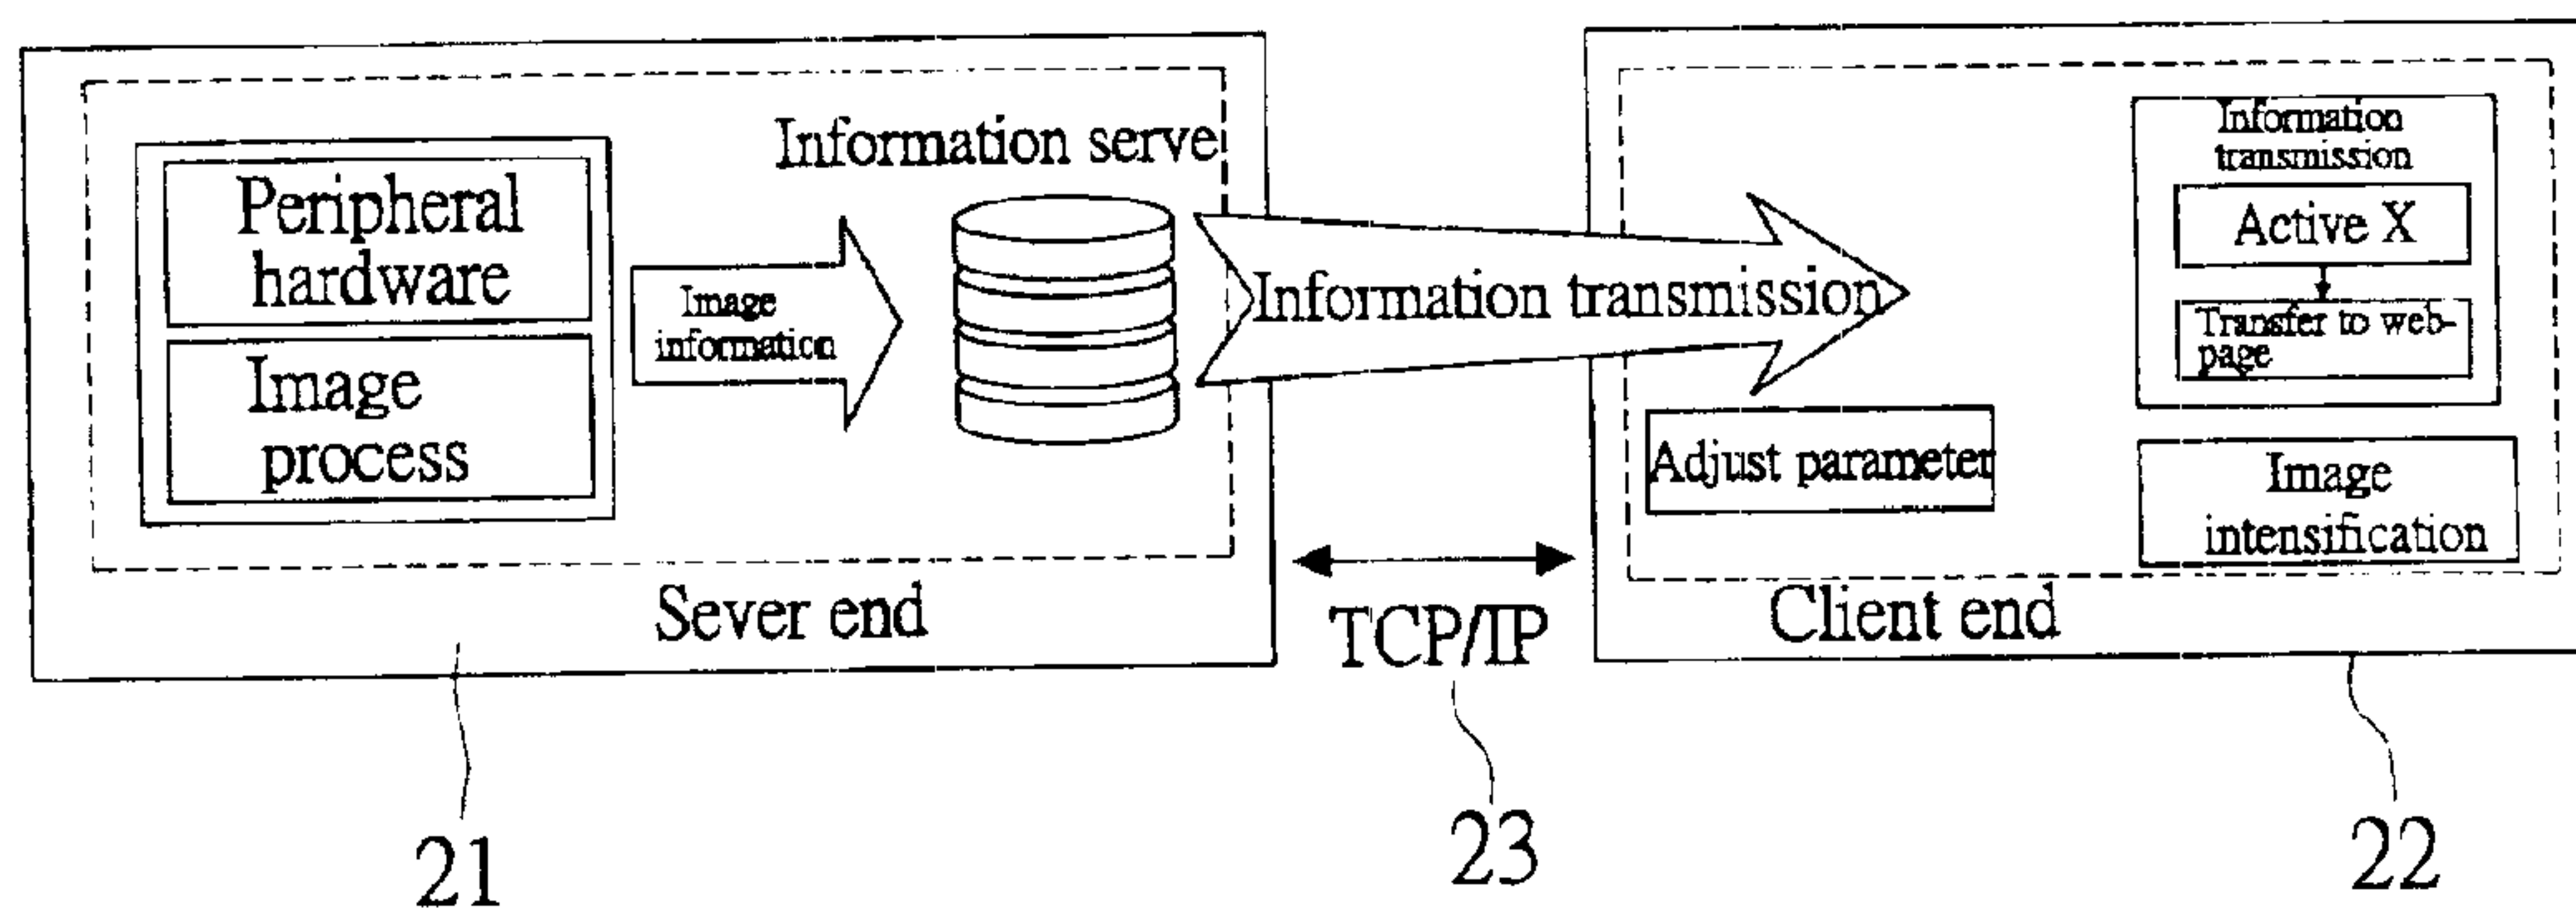 Information serve
Peripheral
hardware
Image
process
Image
information
Information transmission
Information
transmission
Active X
Transfer to web-
page
Adjust parameter
Image
intensification
Sever end
TCP/IP
Client end
21
23
22